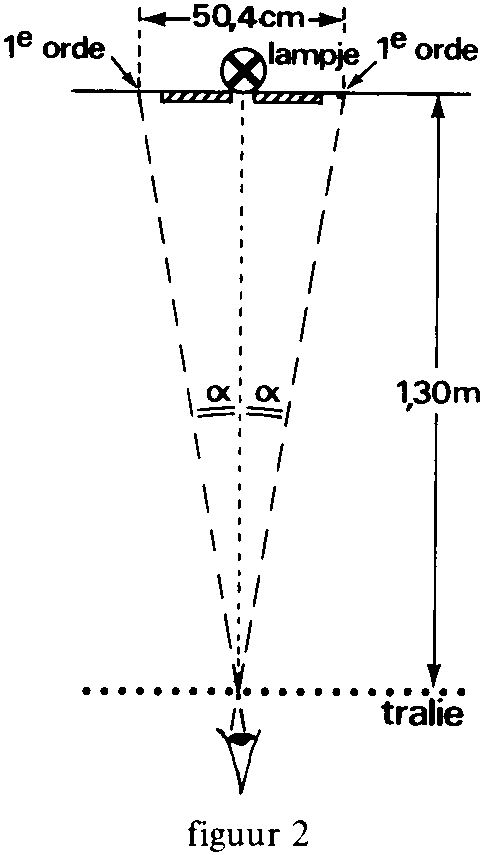 50,4cm
1e orde
lampje
1e orde
α α
1,30m
tralie
figuur 2